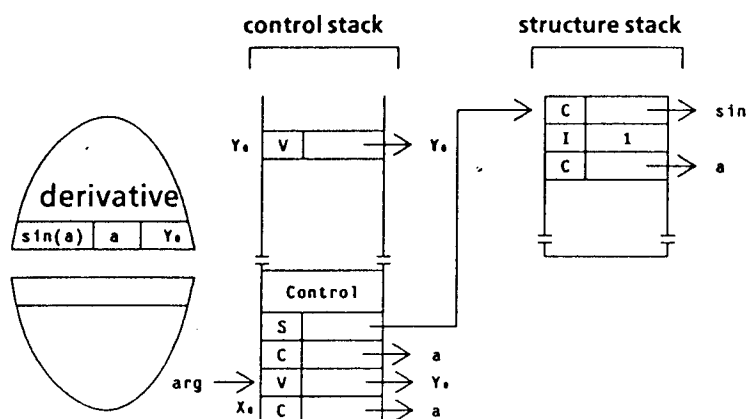 control stack
structure stack
C sin
I 1
C a
Y₀ V Y₀
derivative
sin(a) a Y₀
Control
S
C a
arg V Y₀
X₀ C a